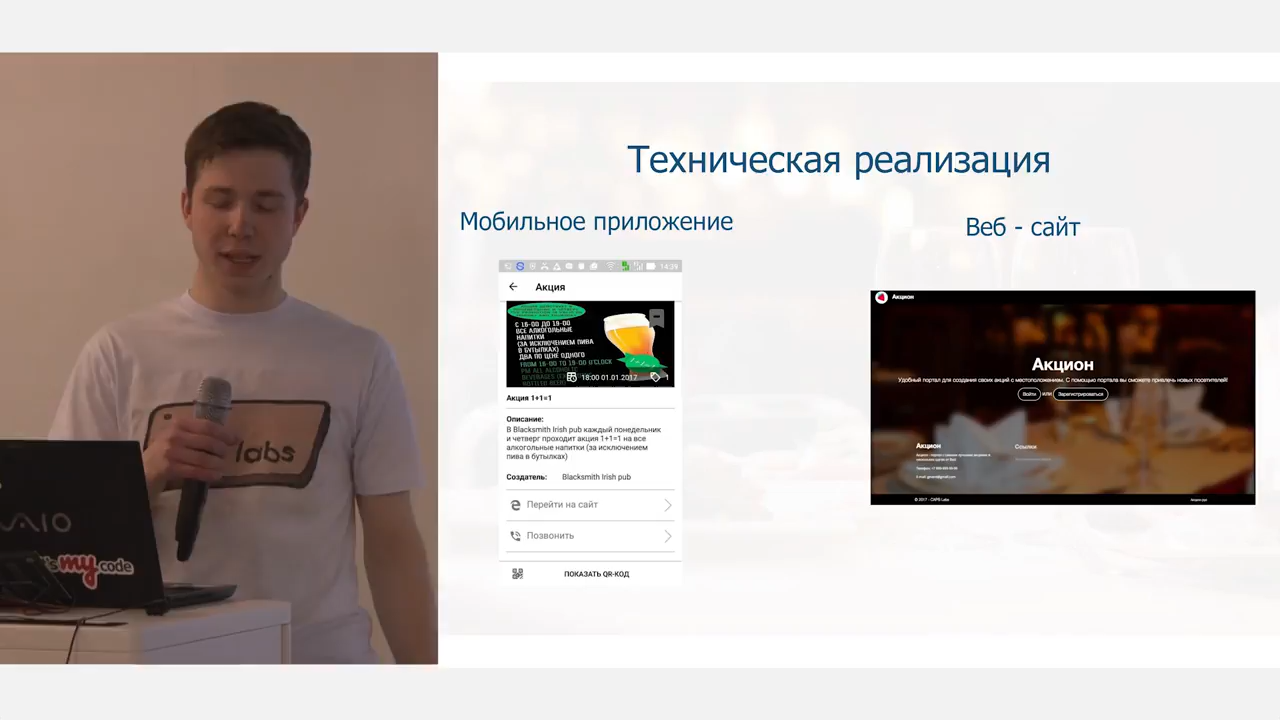 Техническая реализация
Мобильное приложение
Веб - сайт
14:39
Акция
С 16-00 ДО 19-00
ВСЕ АЛКОГОЛЬНЫЕ
НАПИТКИ
(ЗА ИСКЛЮЧЕНИЕМ ПИВА
В БУТЫЛКАХ)
ДВА ПО ЦЕНЕ ОДНОГО
FROM 16-00 TO 19-00 O'CLOCK
18:00 01.01.2017
1
Акция 1+1=1
Описание:
В Blacksmith Irish pub каждый понедельник
и четверг проходит акция 1+1=1 на все
алкогольные напитки (за исключением
пива в бутылках)
Создатель: Blacksmith Irish pub
Перейти на сайт
Позвонить
ПОКАЗАТЬ QR-КОД
Акцион
Акцион
Удобный портал для создания своих акций с местоположением. С помощью портала вы сможете привлечь новых посетителей!
Войти или Зарегистрироваться
Акцион
Ссылки
© 2017 - CAPS Labs
labs
VAIO
's my code